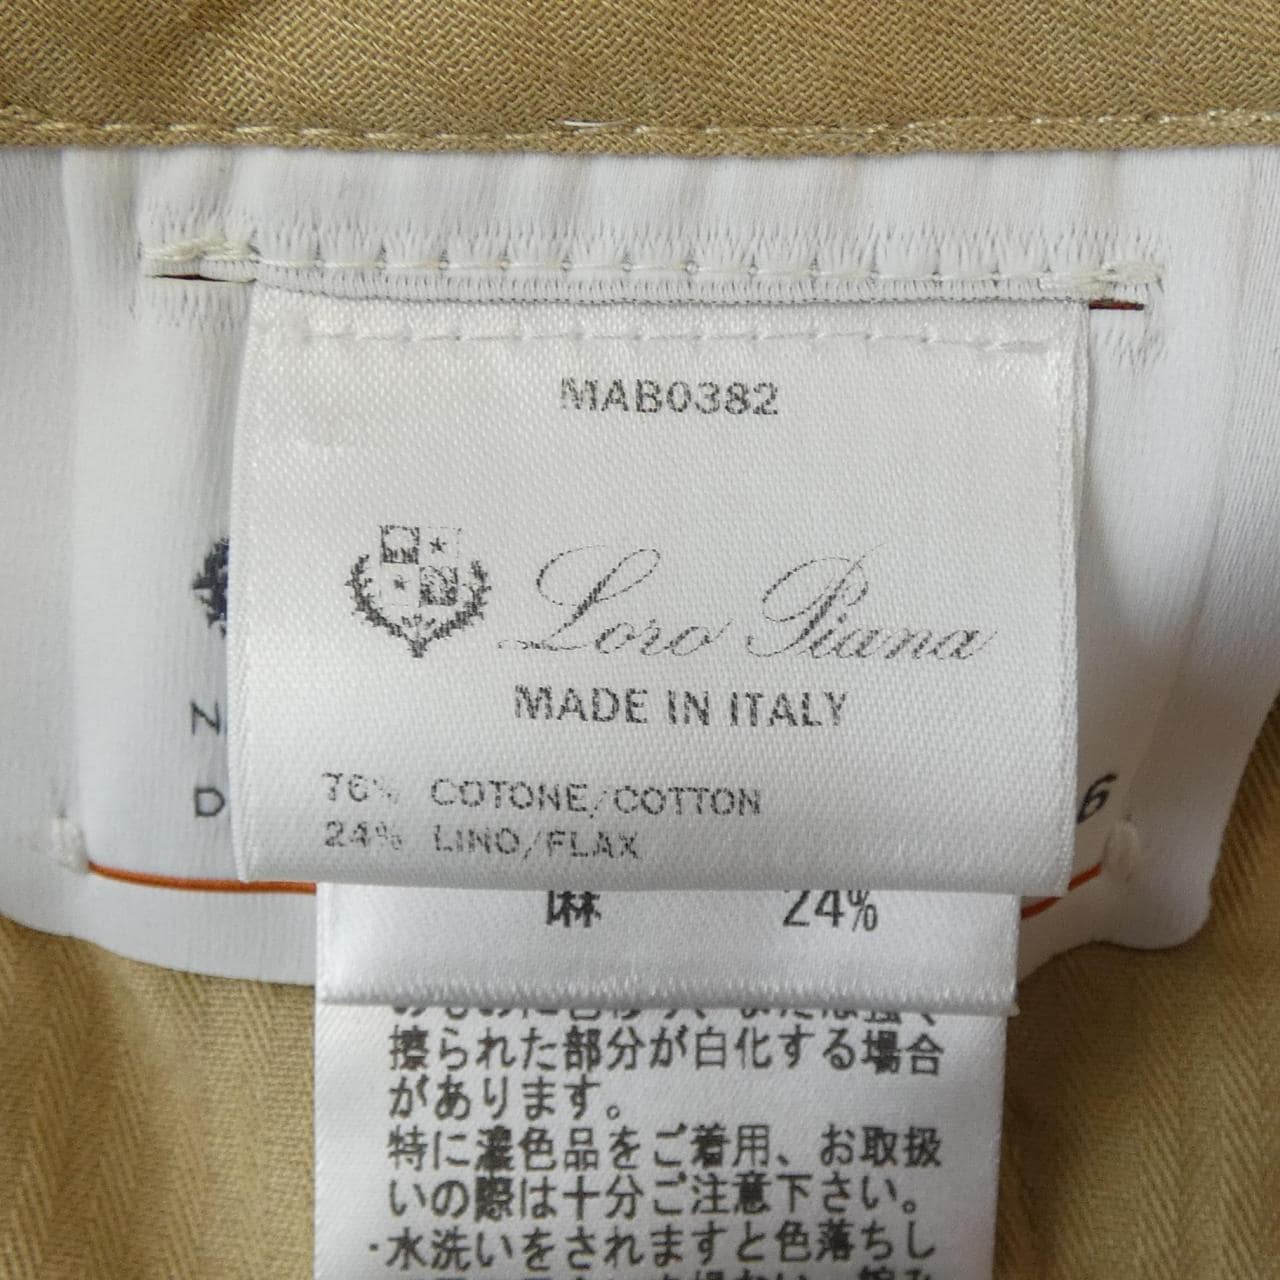 MAB0382
Loro Piana
MADE IN ITALY
76% COTONE/COTTON
24% LINO/FLAX
N
D
6
麻 24%
擦られた部分が白化する場合
があります。
特に濃色品をご着用、お取扱
いの際は十分ご注意下さい。
・水洗いをされますと色落ちし